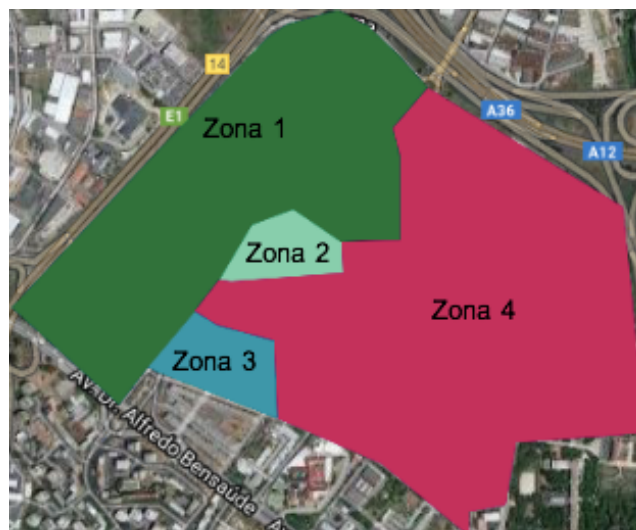 14
E1
Zona 1
A36
A12
Zona 2
Zona 4
Zona 3
Av. Dr. Alfredo Bensaúde